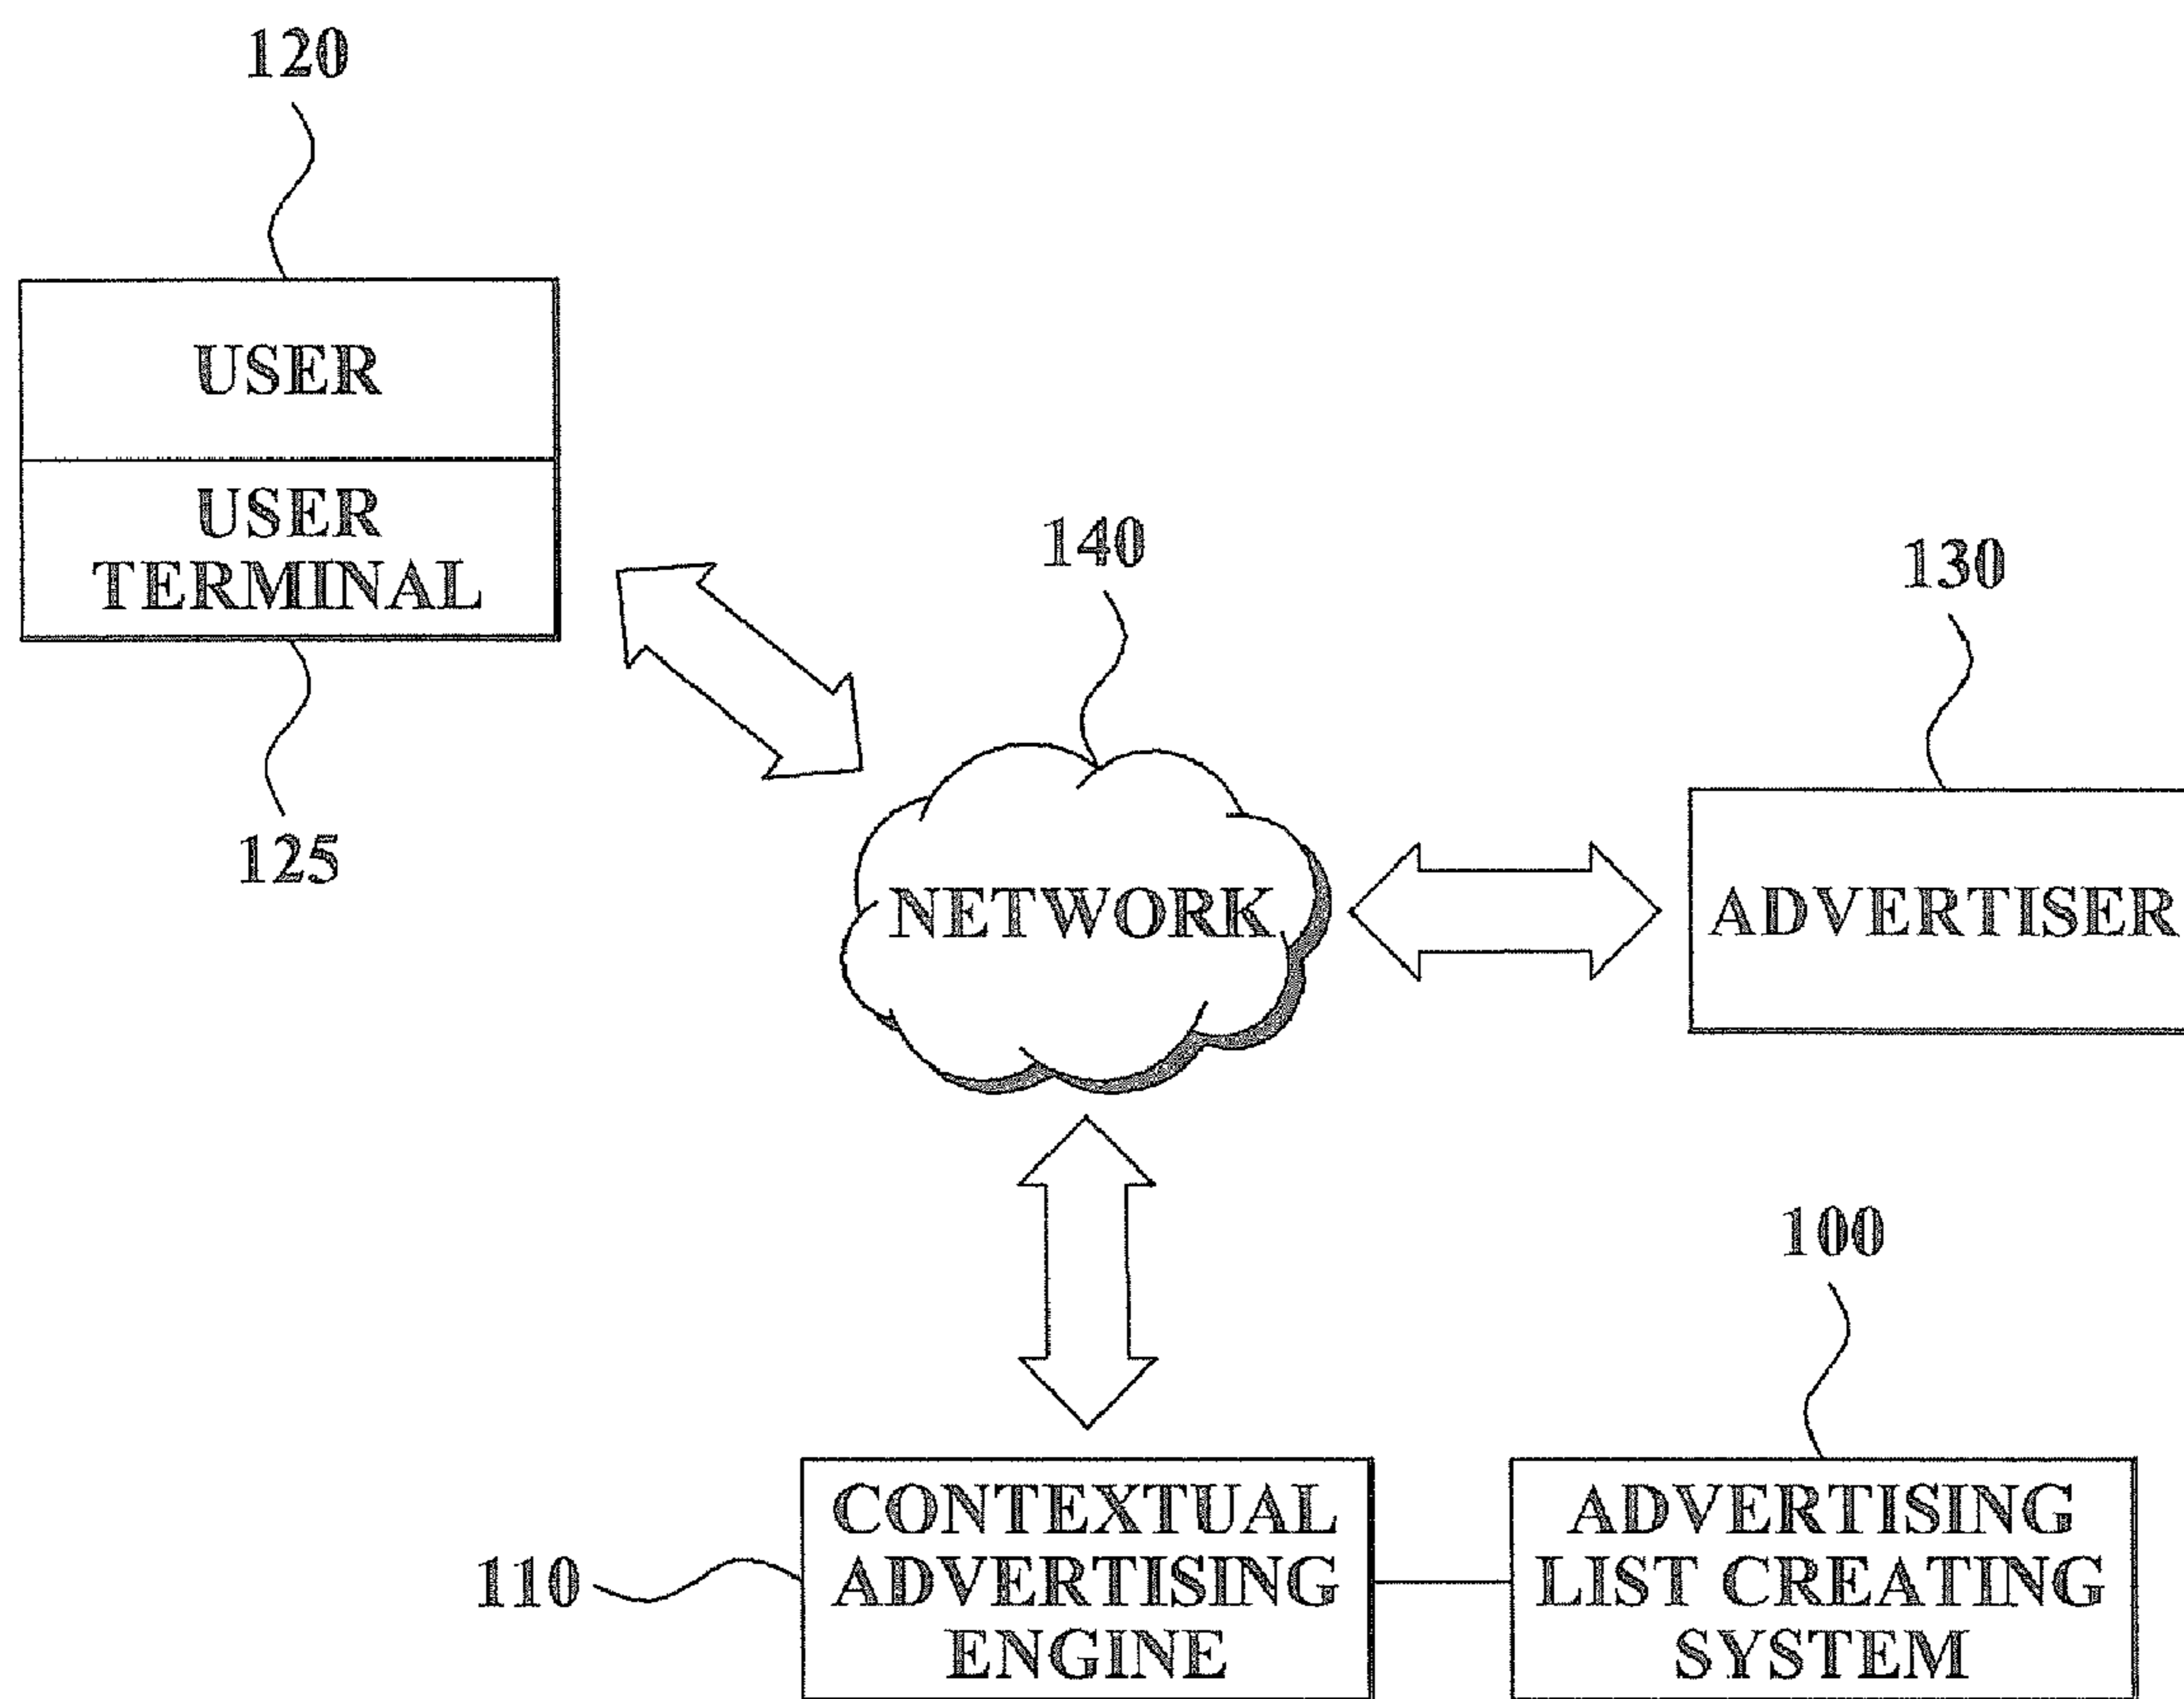 120
USER
USER
TERMINAL
125
140
130
NETWORK
ADVERTISER
100
110
CONTEXTUAL
ADVERTISING
ENGINE
ADVERTISING
LIST CREATING
SYSTEM